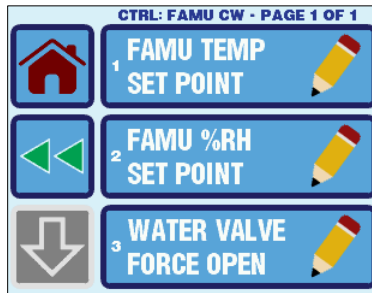 CTRL: FAMU CW - PAGE 1 OF 1
1 FAMU TEMP
SET POINT
2 FAMU %RH
SET POINT
3 WATER VALVE
FORCE OPEN